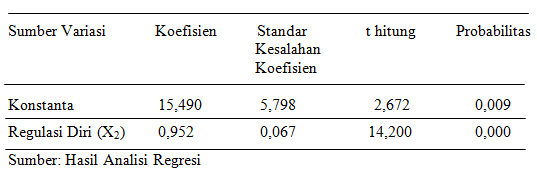 Sumber Variasi Koefisien Standar Kesalahan Koefisien t hitung Probabilitas
Konstanta 15,490 5,798 2,672 0,009
Regulasi Diri (X₂) 0,952 0,067 14,200 0,000
Sumber: Hasil Analisi Regresi